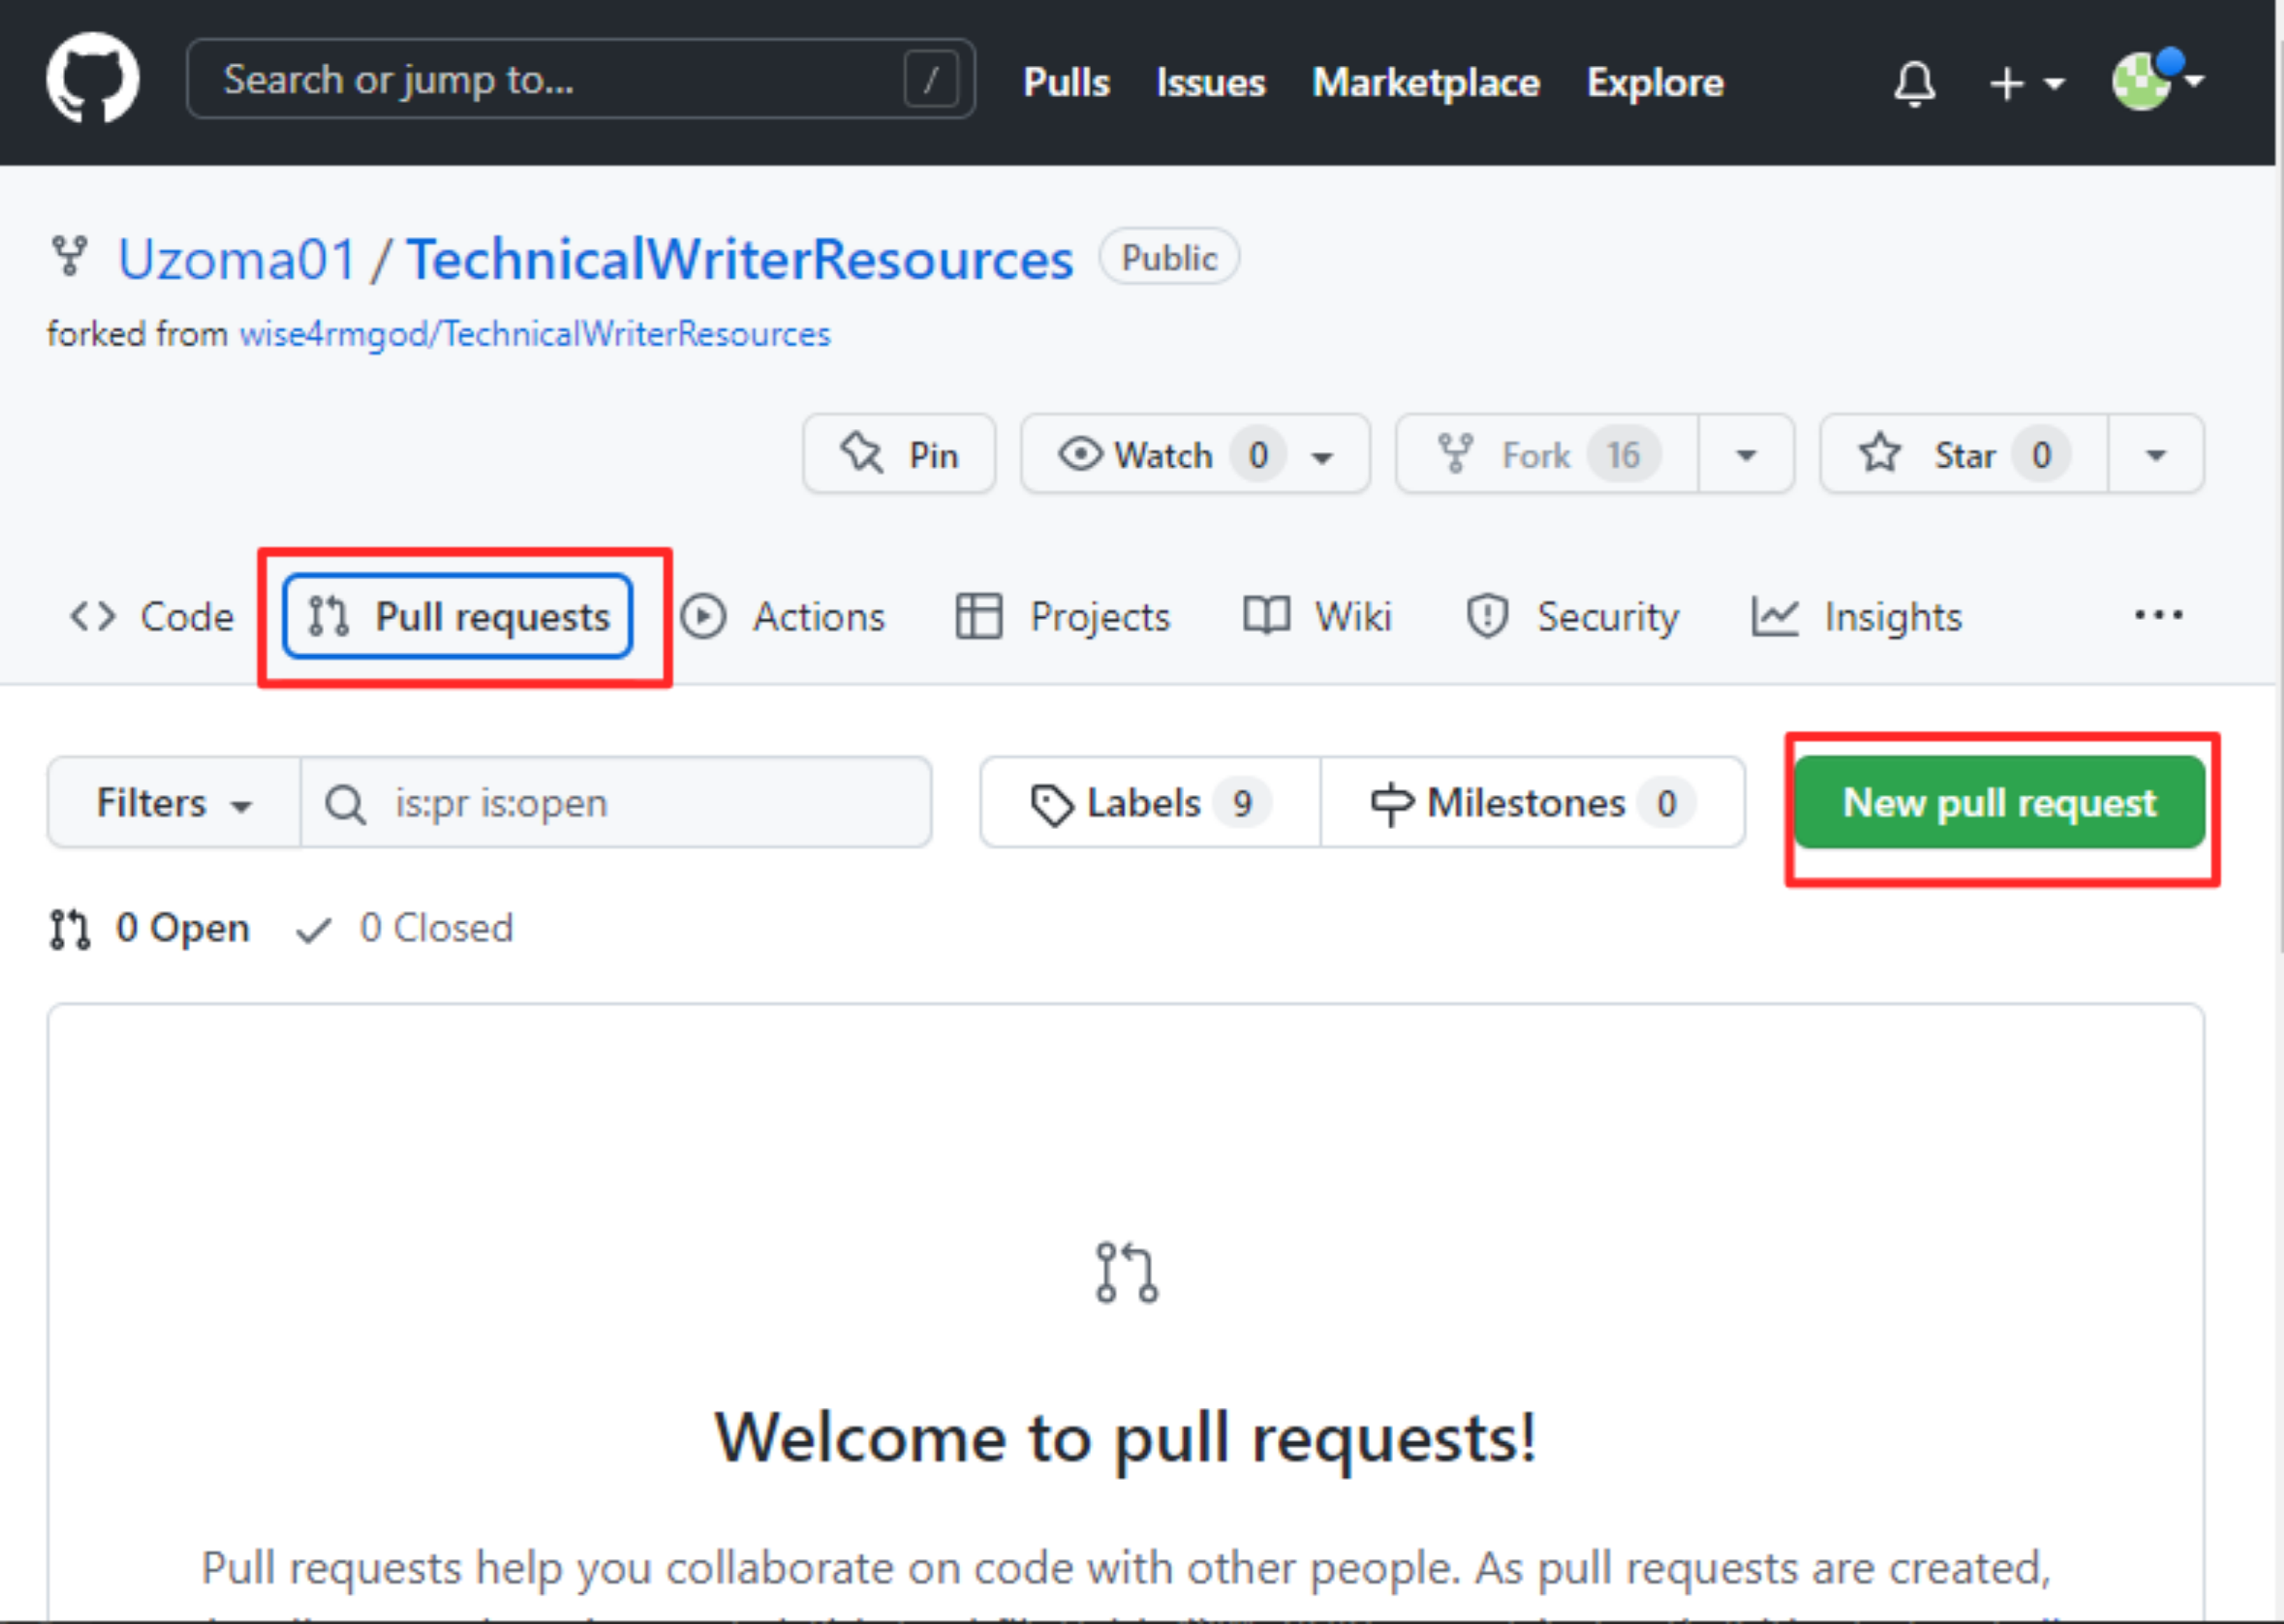 Search or jump to... / Pulls Issues Marketplace Explore
Uzoma01 / TechnicalWriterResources Public
forked from wise4rmgod/TechnicalWriterResources
Pin Watch 0 Fork 16 Star 0
Code Pull requests Actions Projects Wiki Security Insights ...
Filters is:pr is:open Labels 9 Milestones 0 New pull request
0 Open 0 Closed
Welcome to pull requests!
Pull requests help you collaborate on code with other people. As pull requests are created,